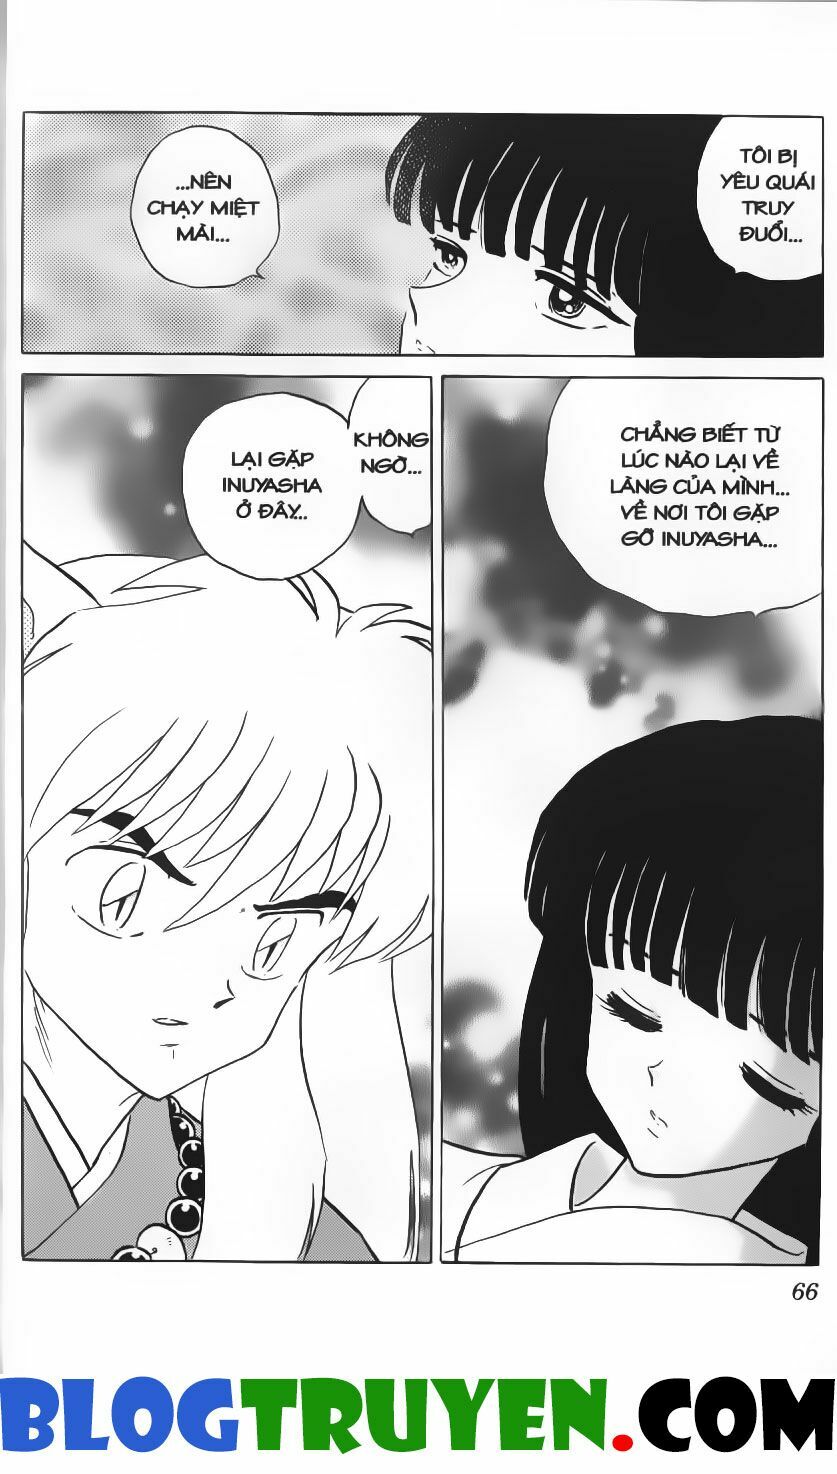 TÔI BỊ
YÊU QUÁI
TRUY
ĐUỔI...
...NÊN
CHẠY MIỆT
MÀI...
CHẲNG BIẾT TỪ
LÚC NÀO LẠI VỀ
LÀNG CỦA MÌNH...
VỀ NƠI TÔI GẶP
GỠ INUYASHA...
KHÔNG
NGỜ...
LẠI GẶP
INUYASHA
Ở ĐÂY...
66
BLOGTRUYEN.COM